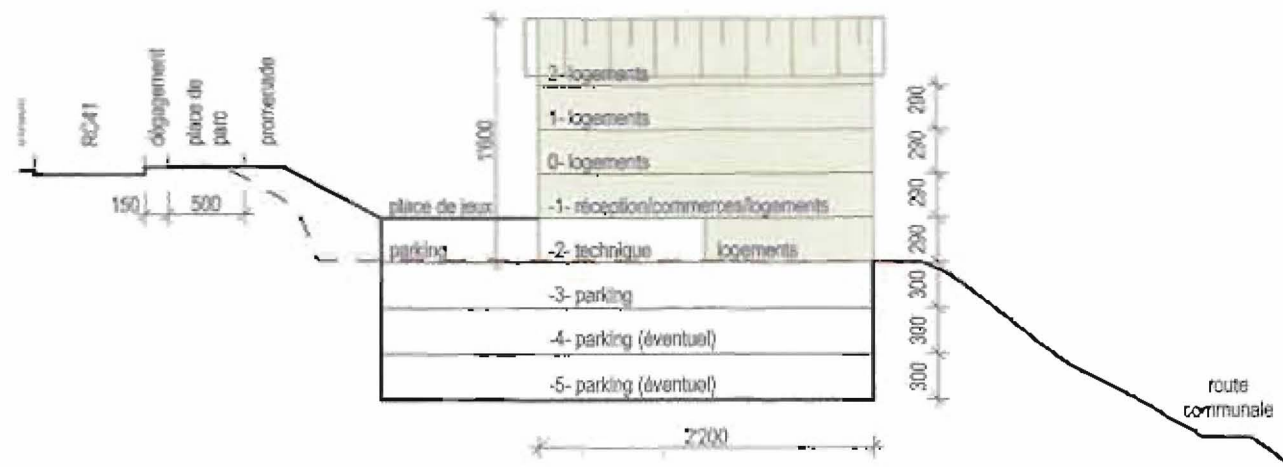 RC41
dégagement
place de
parc
promenade
150
500
1'600
2- logements
1- logements
0- logements
place de jeux
-1- réception/commerces/logements
parking
-2- technique
logements
-3- parking
-4- parking (éventuel)
-5- parking (éventuel)
290
290
290
290
300
300
300
2'200
route
communale